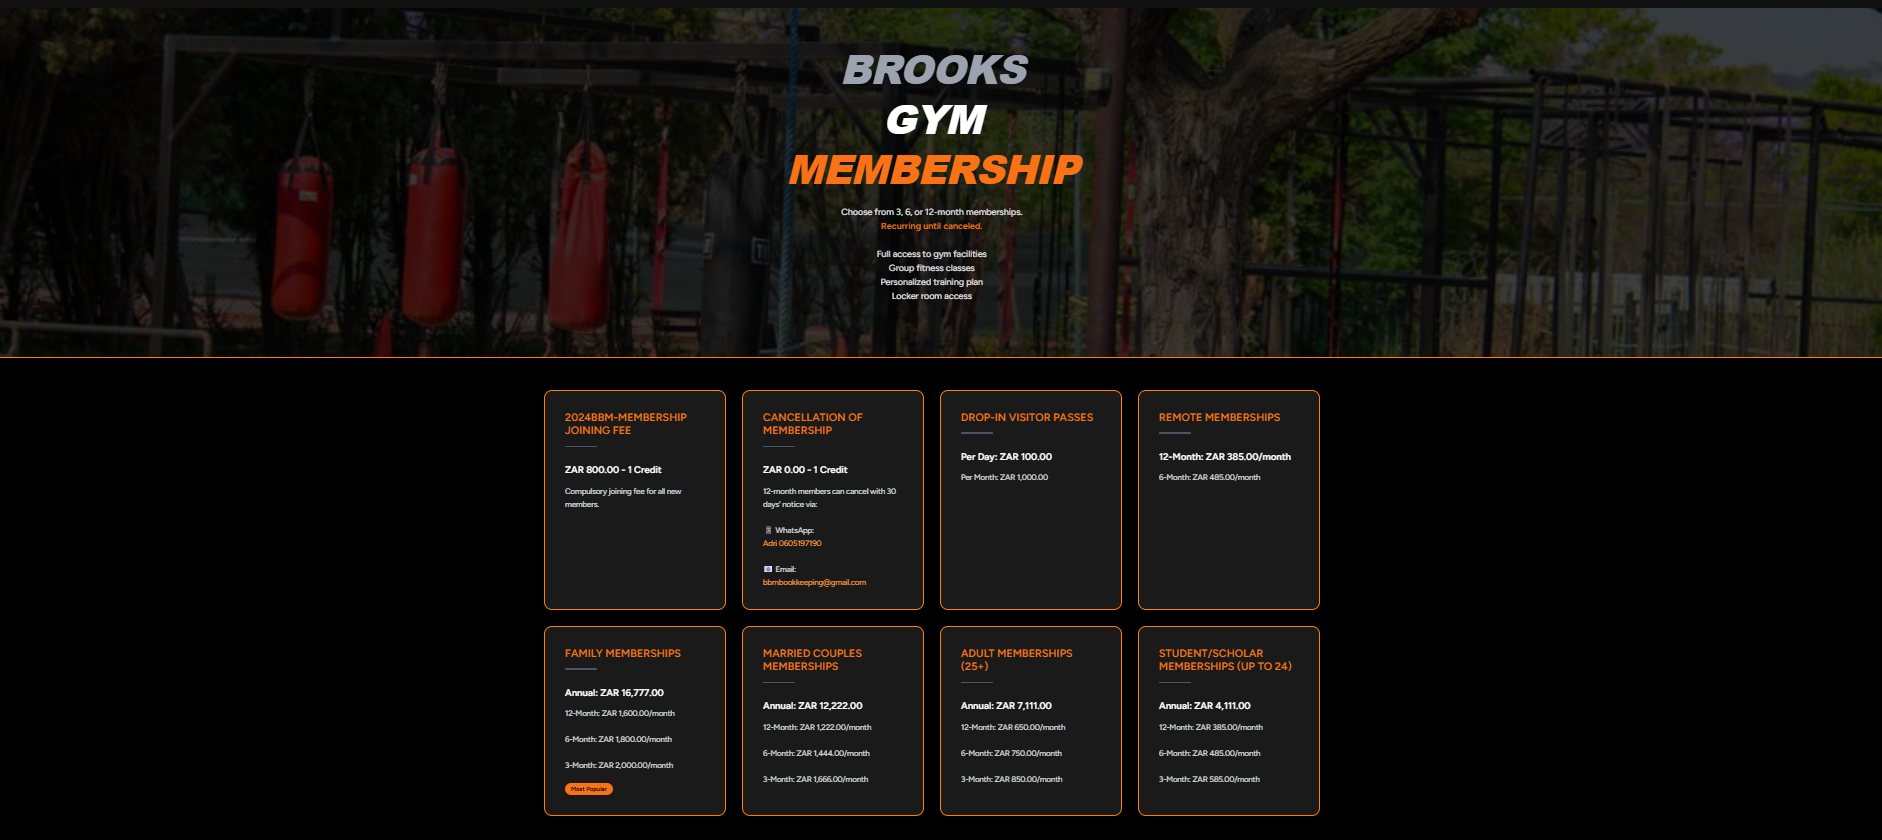 BROOKS
GYM
MEMBERSHIP
Choose from 3, 6, or 12-month memberships.
Recurring until canceled.
Full access to gym facilities
Group fitness classes
Personalized training plan
Locker room access
2024BBM-MEMBERSHIP
JOINING FEE
ZAR 800.00 - 1 Credit
Compulsory joining fee for all new
members.
CANCELLATION OF
MEMBERSHIP
ZAR 0.00 - 1 Credit
12-month members can cancel with 30
days' notice via:
WhatsApp:
Adri 0605197190
Email:
bbmbookkeeping@gmail.com
DROP-IN VISITOR PASSES
Per Day: ZAR 100.00
Per Month: ZAR 1,000.00
REMOTE MEMBERSHIPS
12-Month: ZAR 385.00/month
6-Month: ZAR 485.00/month
FAMILY MEMBERSHIPS
Annual: ZAR 16,777.00
12-Month: ZAR 1,600.00/month
6-Month: ZAR 1,800.00/month
3-Month: ZAR 2,000.00/month
Most Popular
MARRIED COUPLES
MEMBERSHIPS
Annual: ZAR 12,222.00
12-Month: ZAR 1,222.00/month
6-Month: ZAR 1,444.00/month
3-Month: ZAR 1,666.00/month
ADULT MEMBERSHIPS
(25+)
Annual: ZAR 7,111.00
12-Month: ZAR 650.00/month
6-Month: ZAR 750.00/month
3-Month: ZAR 850.00/month
STUDENT/SCHOLAR
MEMBERSHIPS (UP TO 24)
Annual: ZAR 4,111.00
12-Month: ZAR 385.00/month
6-Month: ZAR 485.00/month
3-Month: ZAR 585.00/month